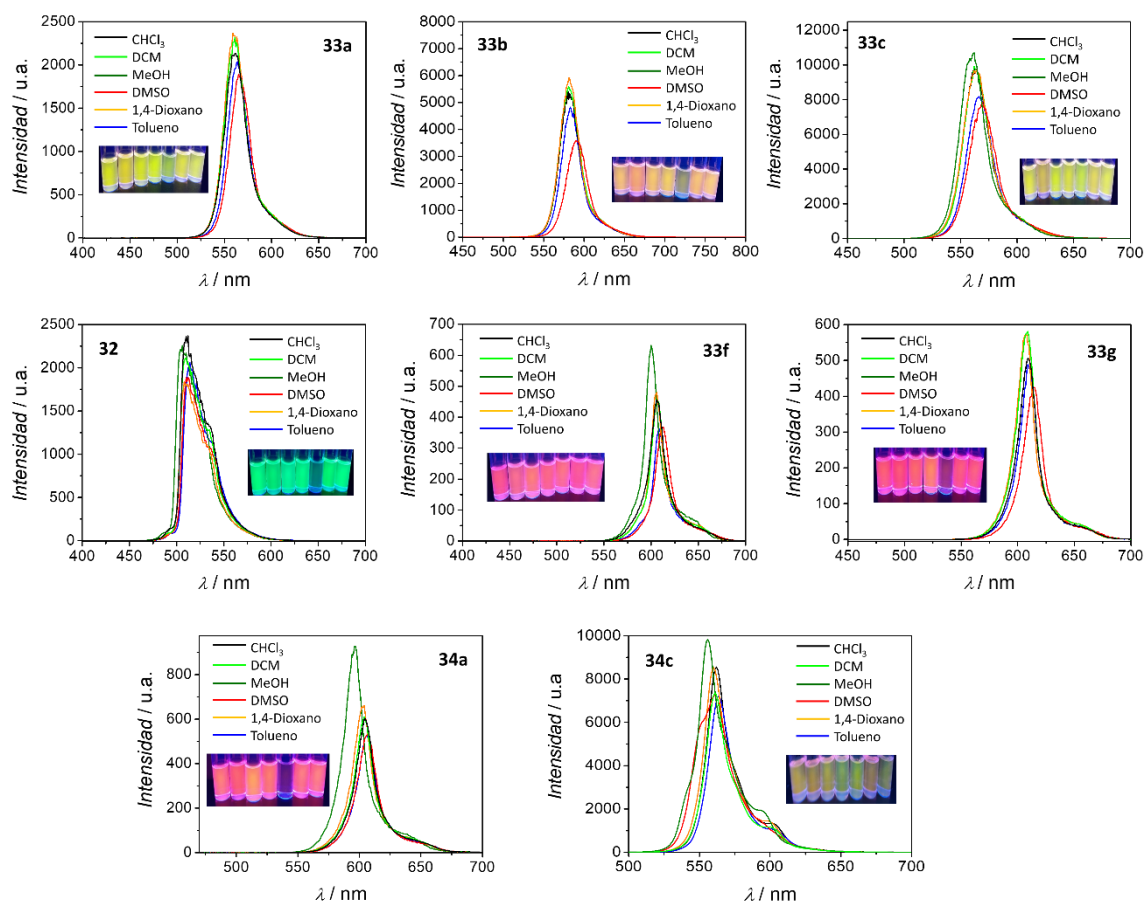 2500
2000
1500
1000
500
0
400 450 500 550 600 650 700
Intensidad / u.a.
λ / nm
CHCl₃
DCM
MeOH
DMSO
1,4-Dioxano
Tolueno
33a
8000
7000
6000
5000
4000
3000
2000
1000
0
450 500 550 600 650 700 750 800
Intensidad / u.a.
λ / nm
CHCl₃
DCM
MeOH
DMSO
1,4-Dioxano
Tolueno
33b
12000
10000
8000
6000
4000
2000
0
450 500 550 600 650 700
Intensidad / u.a.
λ / nm
CHCl₃
DCM
MeOH
DMSO
1,4-Dioxano
Tolueno
33c
2500
2000
1500
1000
500
0
400 450 500 550 600 650 700
Intensidad / u.a.
λ / nm
CHCl₃
DCM
MeOH
DMSO
1,4-Dioxano
Tolueno
32
700
600
500
400
300
200
100
0
400 450 500 550 600 650 700
Intensidad / u.a.
λ / nm
CHCl₃
DCM
MeOH
DMSO
1,4-Dioxano
Tolueno
33f
600
500
400
300
200
100
0
450 500 550 600 650 700
Intensidad / u.a.
λ / nm
CHCl₃
DCM
MeOH
DMSO
1,4-Dioxano
Tolueno
33g
800
600
400
200
0
500 550 600 650 700
Intensidad / u.a.
λ / nm
CHCl₃
DCM
MeOH
DMSO
1,4-Dioxano
Tolueno
34a
10000
8000
6000
4000
2000
0
500 550 600 650 700
Intensidad / u.a
λ / nm
CHCl₃
DCM
MeOH
DMSO
1,4-Dioxano
Tolueno
34c